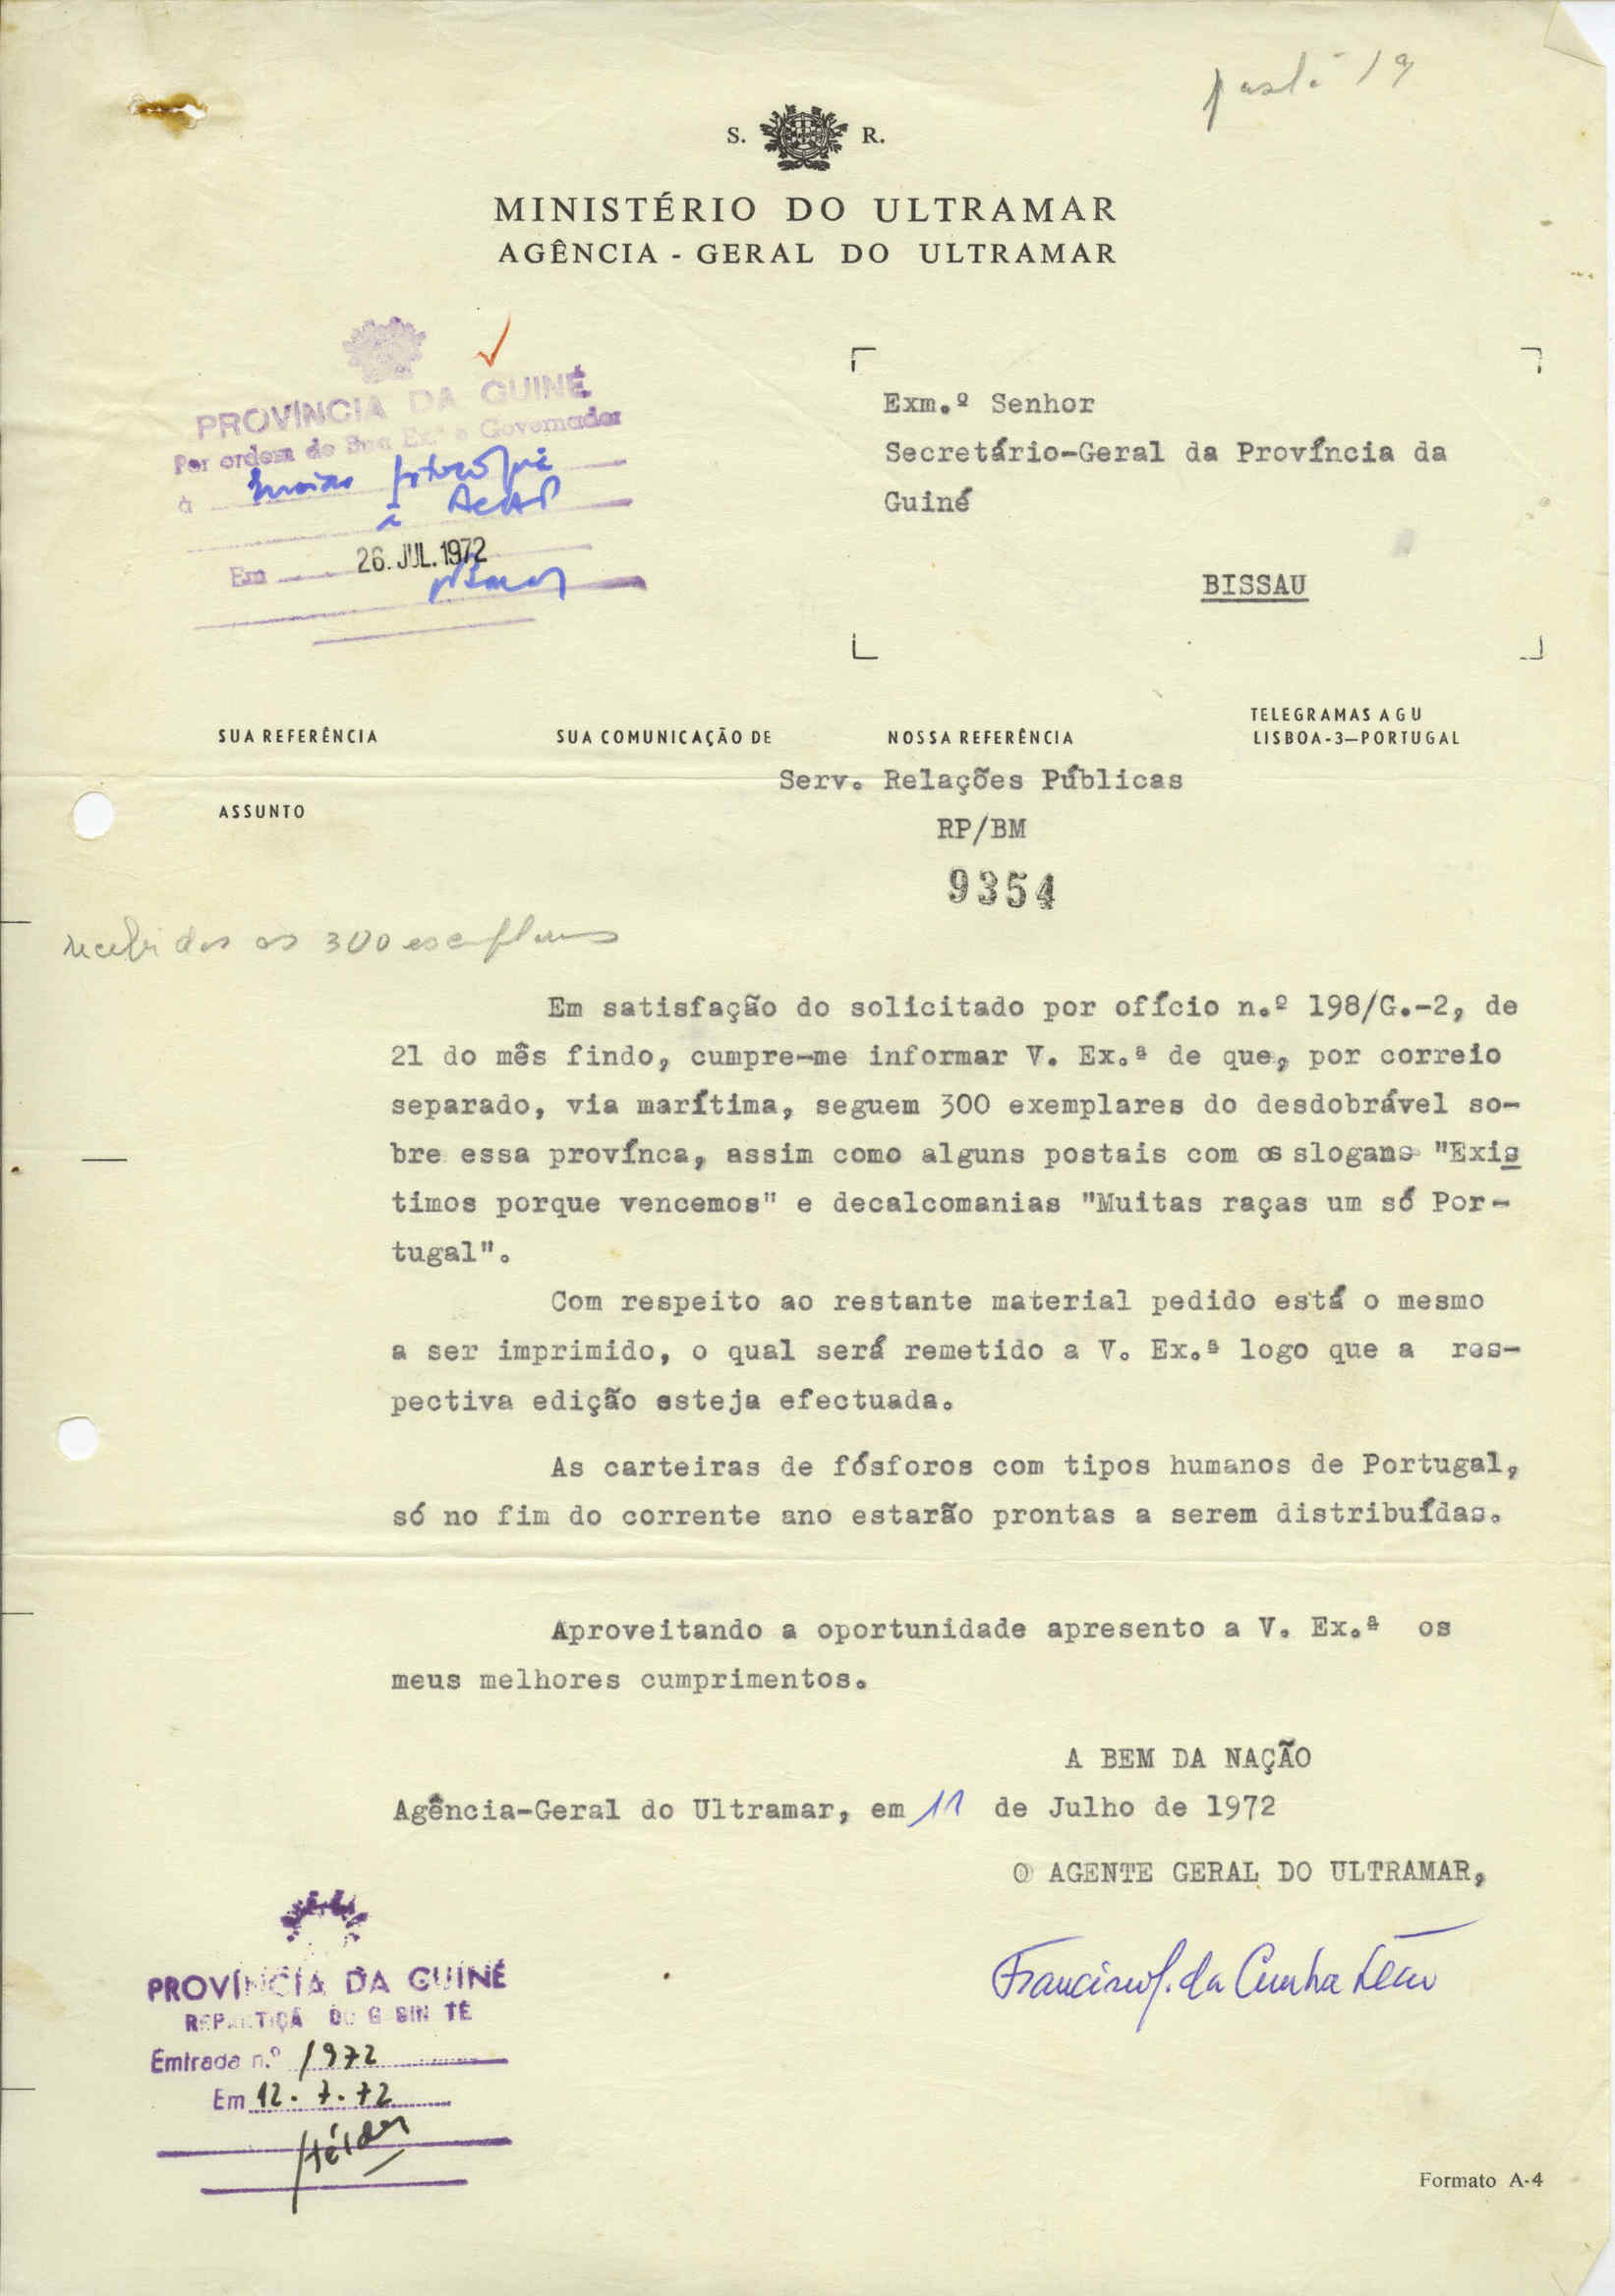 pasta 19
S. R.
MINISTÉRIO DO ULTRAMAR
AGÊNCIA - GERAL DO ULTRAMAR
PROVÍNCIA DA GUINÉ
Por ordem de Sua Ex.ª o Governador
à
Em 26. JUL. 1972
Exm.º Senhor
Secretário-Geral da Província da
Guiné
BISSAU
SUA REFERÊNCIA
SUA COMUNICAÇÃO DE
NOSSA REFERÊNCIA
TELEGRAMAS AGU
LISBOA-3—PORTUGAL
Serv. Relações Públicas
ASSUNTO
RP/BM
9354
recebidos os 300 exemplares
Em satisfação do solicitado por ofício n.º 198/G.-2, de
21 do mês findo, cumpre-me informar V. Ex.ª de que, por correio
separado, via marítima, seguem 300 exemplares do desdobrável so-
bre essa provínca, assim como alguns postais com os slogans "Exis
timos porque vencemos" e decalcomanias "Muitas raças um só Por-
tugal".
Com respeito ao restante material pedido está o mesmo
a ser imprimido, o qual será remetido a V. Ex.ª logo que a res-
pectiva edição esteja efectuada.
As carteiras de fósforos com tipos humanos de Portugal,
só no fim do corrente ano estarão prontas a serem distribuídas.
Aproveitando a oportunidade apresento a V. Ex.ª os
meus melhores cumprimentos.
A BEM DA NAÇÃO
Agência-Geral do Ultramar, em 11 de Julho de 1972
O AGENTE GERAL DO ULTRAMAR,
Francisco J. da Cunha Leão
PROVÍNCIA DA GUINÉ
REPARTIÇÃ DO GABINETE
Emtrada n.º 1972
Em 12. 7. 72
Hélder
Formato A-4